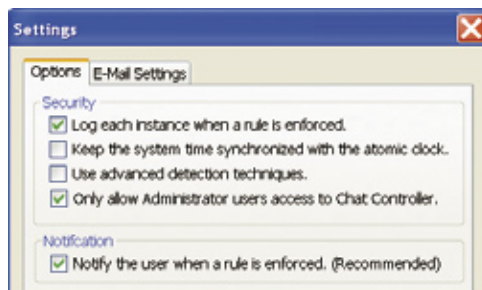 Settings
Options E-Mail Settings
Security
Log each instance when a rule is enforced.
Keep the system time synchronized with the atomic clock.
Use advanced detection techniques.
Only allow Administrator users access to Chat Controller.
Notifcation
Notify the user when a rule is enforced. (Recommended)